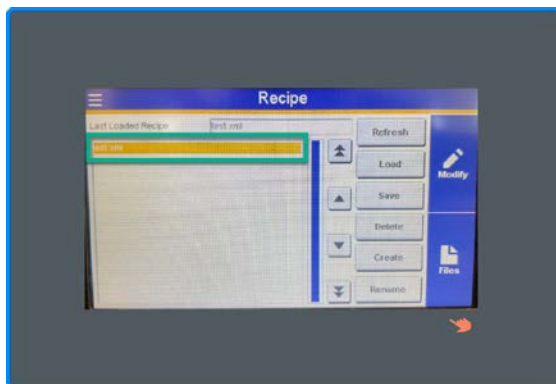 Recipe
Last Loaded Recipe test.xml
test.xml
Refresh
Load
Save
Delete
Create
Rename
Modify
Files